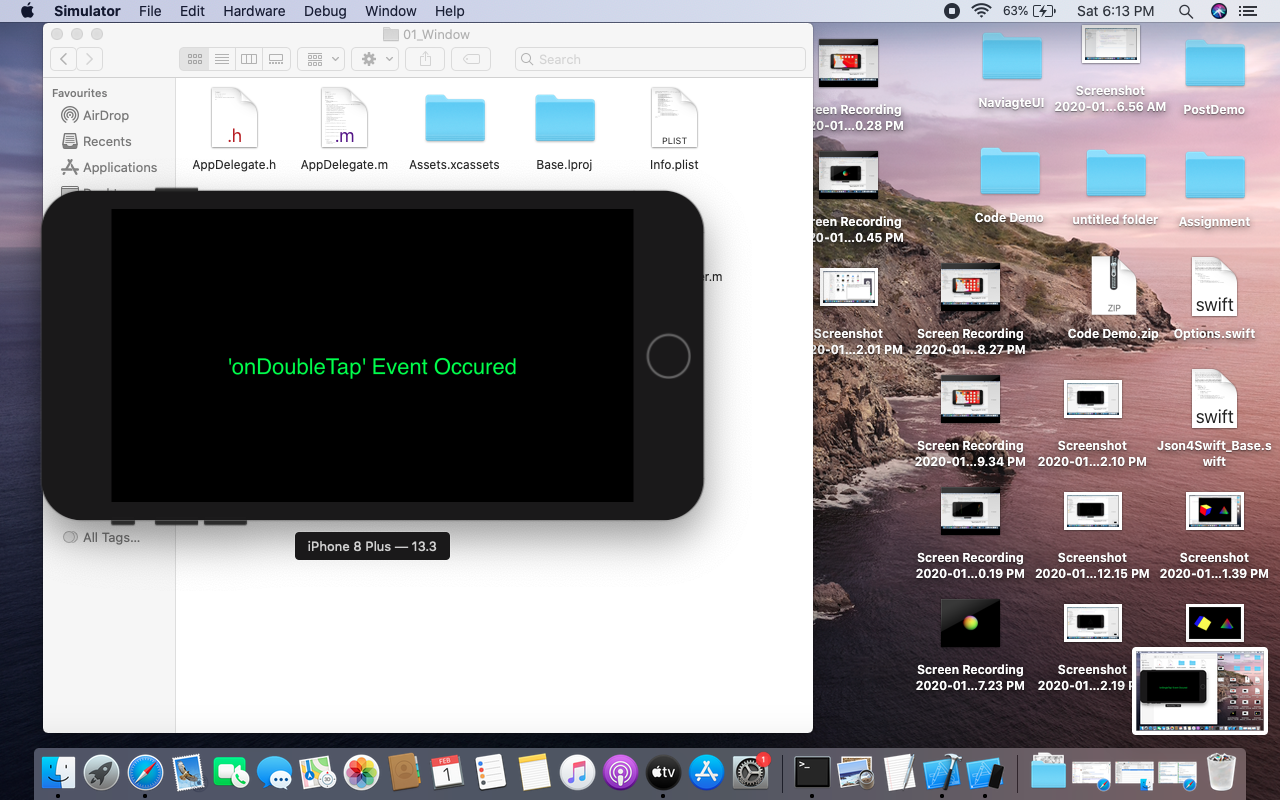 Simulator File Edit Hardware Debug Window Help
63% Sat 6:13 PM
01_Window
Search
Favourites
AirDrop
Recents
Applications
All Tags...
.h
AppDelegate.h
.m
AppDelegate.m
Assets.xcassets
Base.lproj
PLIST
Info.plist
er.m
'onDoubleTap' Event Occured
iPhone 8 Plus — 13.3
reen Recording
20-01...0.28 PM
NaviagteUI
Screenshot
2020-01...6.56 AM
PostDemo
reen Recording
20-01...0.45 PM
Code Demo
untitled folder
Assignment
Screenshot
20-01...2.01 PM
Screen Recording
2020-01...8.27 PM
ZIP
Code Demo.zip
swift
Options.swift
Screen Recording
2020-01...9.34 PM
Screenshot
2020-01...2.10 PM
swift
Json4Swift_Base.s
wift
Screen Recording
2020-01...0.19 PM
Screenshot
2020-01...12.15 PM
Screenshot
2020-01...1.39 PM
Screen Recording
2020-01...7.23 PM
Screenshot
2020-01...2.19 P
FEB
1
tv
1
>_